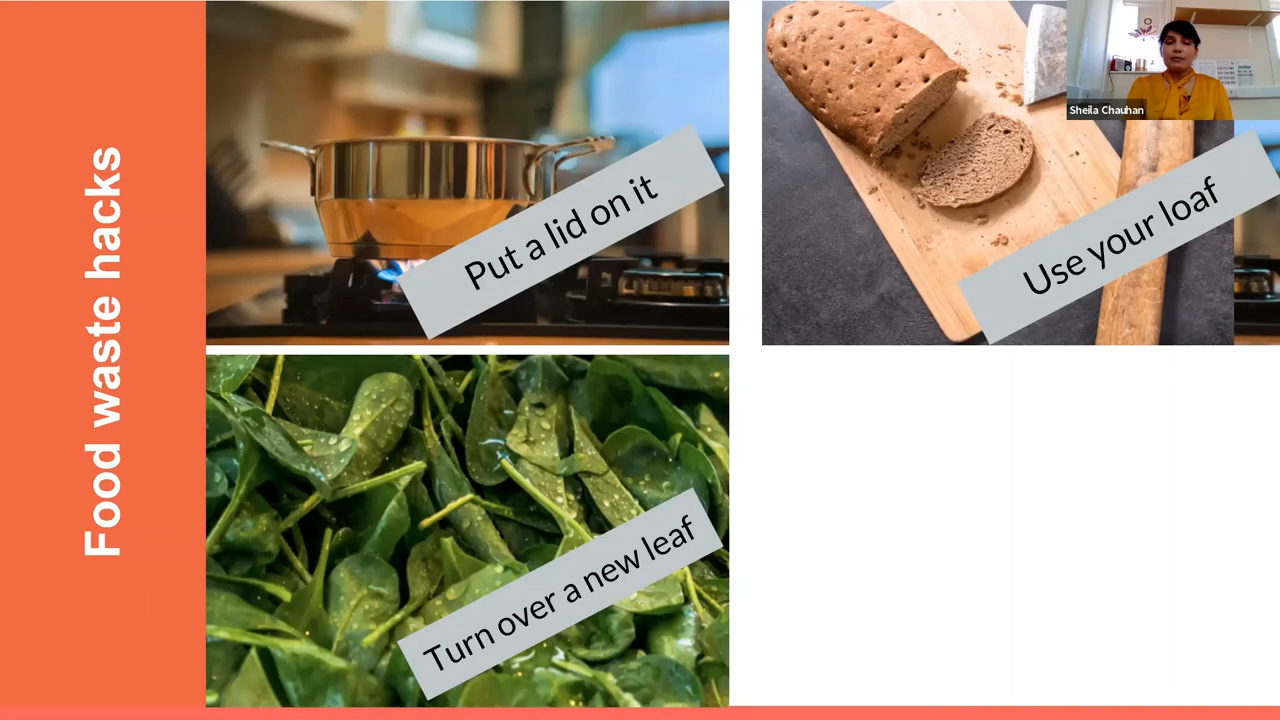 Food waste hacks
Put a lid on it
Use your loaf
Sheila Chauhan
Turn over a new leaf